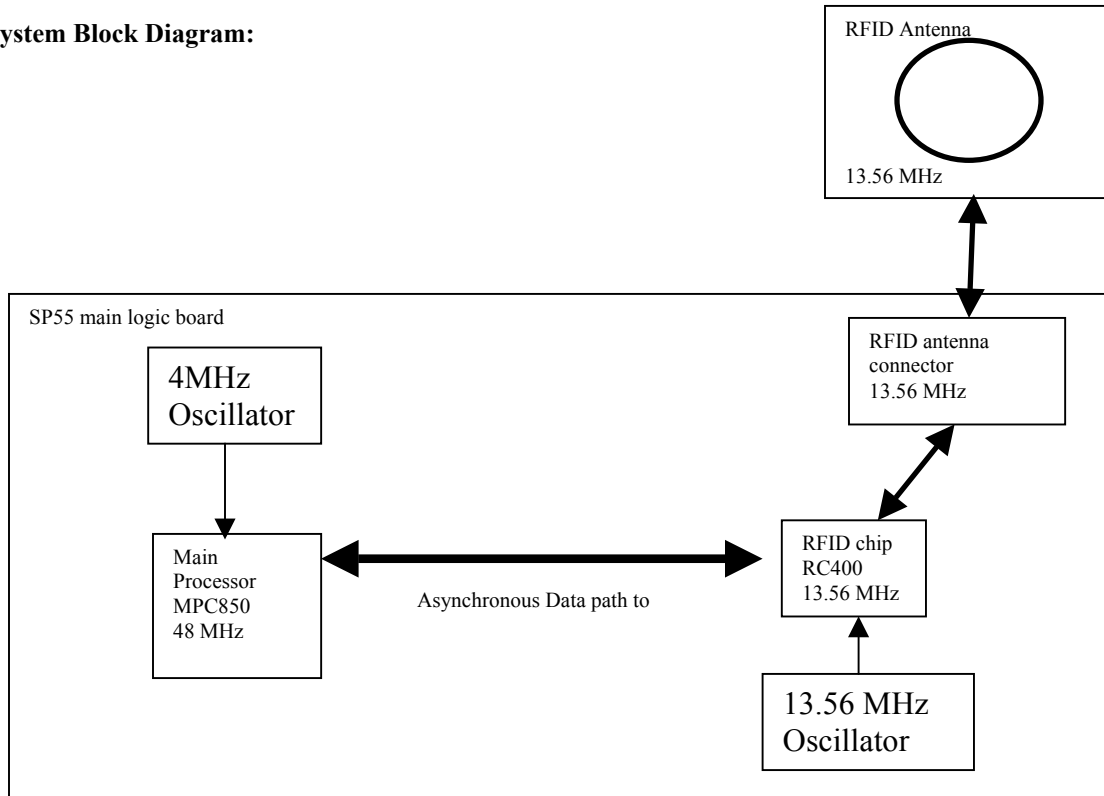 ystem Block Diagram:
RFID Antenna
13.56 MHz
SP55 main logic board
RFID antenna
connector
13.56 MHz
4MHz
Oscillator
Main
Processor
MPC850
48 MHz
Asynchronous Data path to
RFID chip
RC400
13.56 MHz
13.56 MHz
Oscillator